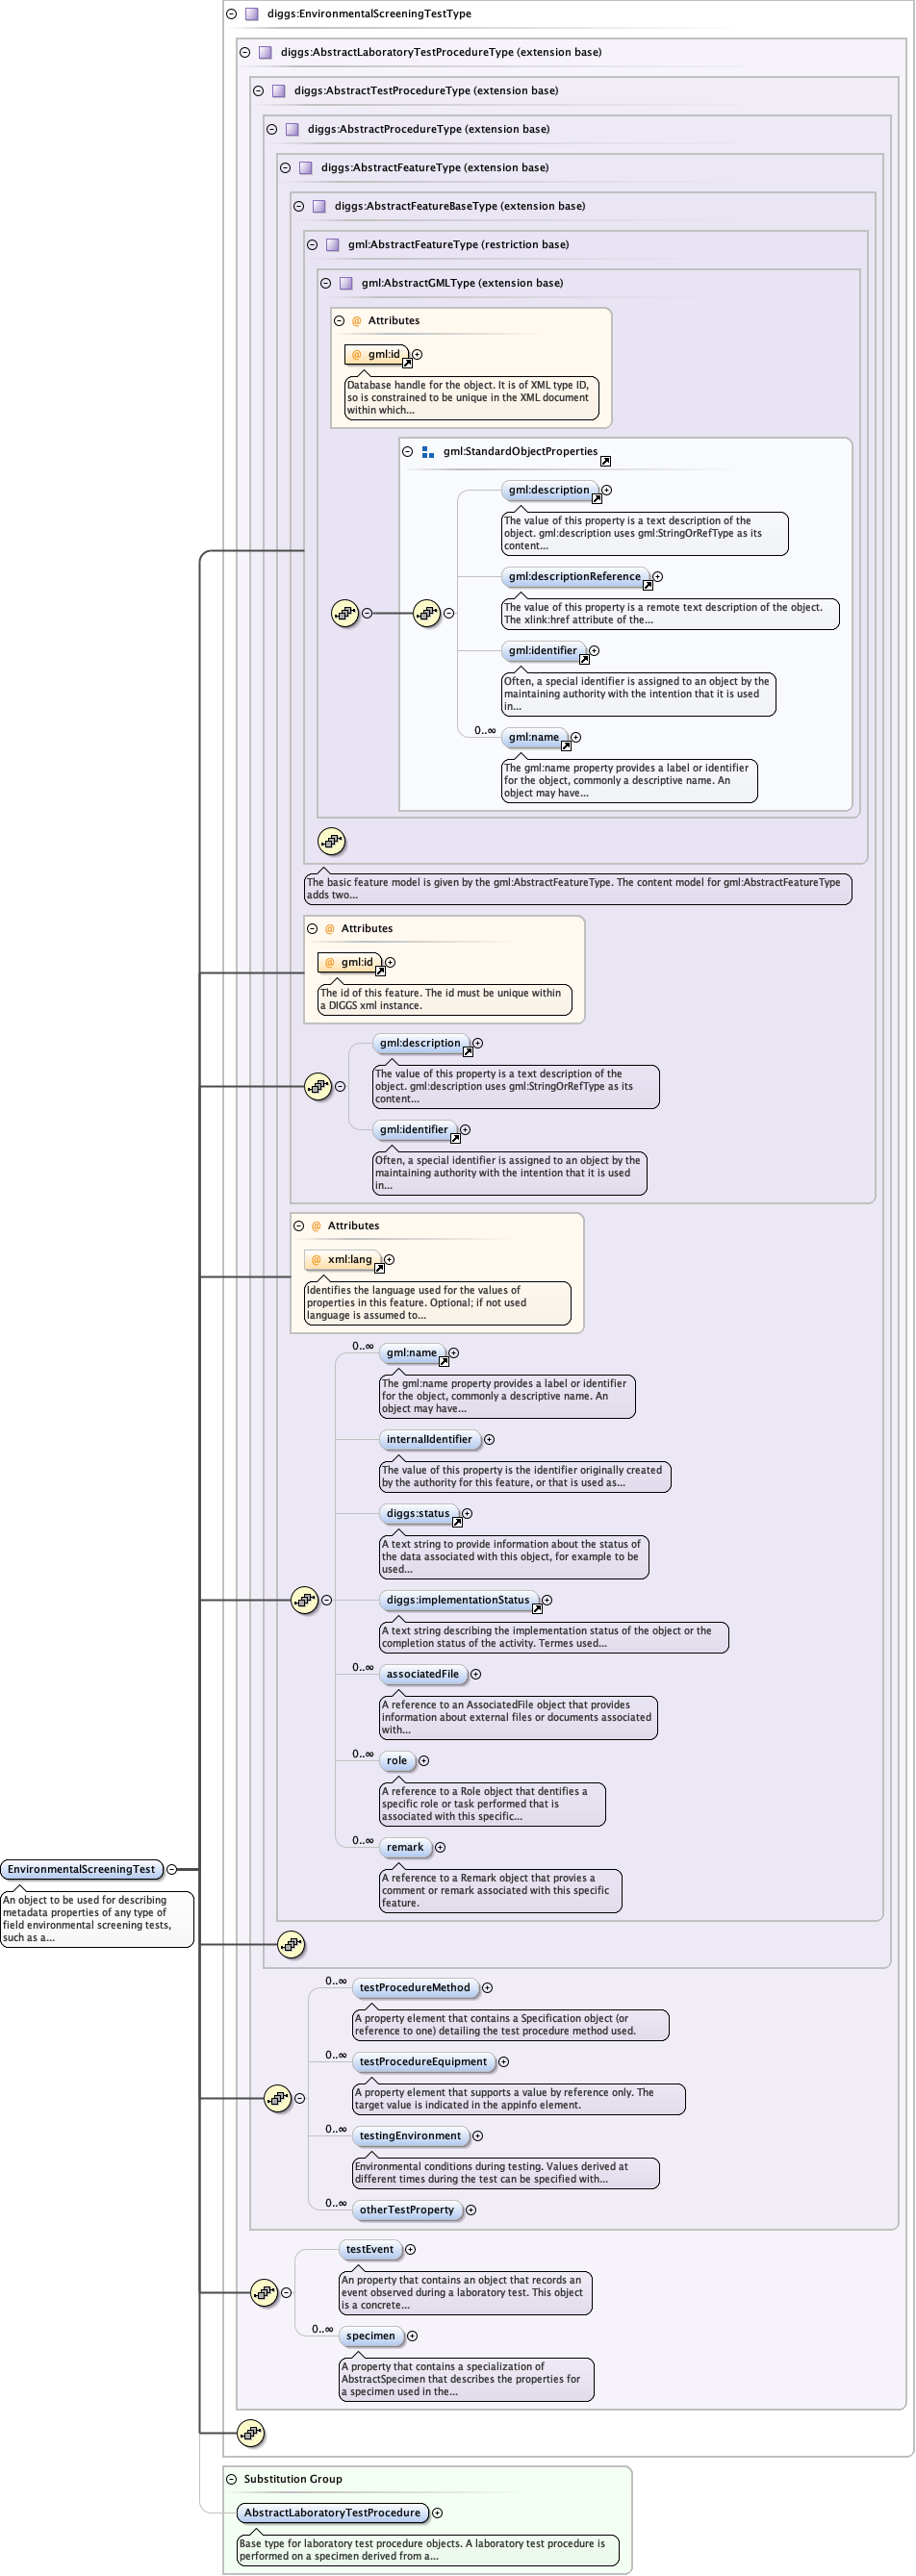 diggs:EnvironmentalScreeningTestType
diggs:AbstractLaboratoryTestProcedureType (extension base)
diggs:AbstractTestProcedureType (extension base)
diggs:AbstractProcedureType (extension base)
diggs:AbstractFeatureType (extension base)
diggs:AbstractFeatureBaseType (extension base)
gml:AbstractFeatureType (restriction base)
gml:AbstractGMLType (extension base)
@ Attributes
@ gml:id
Database handle for the object. It is of XML type ID,
so is constrained to be unique in the XML document
within which...
gml:StandardObjectProperties
gml:description
The value of this property is a text description of the
object. gml:description uses gml:StringOrRefType as its
content...
gml:descriptionReference
The value of this property is a remote text description of the object.
The xlink:href attribute of the...
gml:identifier
Often, a special identifier is assigned to an object by the
maintaining authority with the intention that it is used
in...
0..∞
gml:name
The gml:name property provides a label or identifier
for the object, commonly a descriptive name. An
object may have...
The basic feature model is given by the gml:AbstractFeatureType. The content model for gml:AbstractFeatureType
adds two...
@ Attributes
@ gml:id
The id of this feature. The id must be unique within
a DIGGS xml instance.
gml:description
The value of this property is a text description of the
object. gml:description uses gml:StringOrRefType as its
content...
gml:identifier
Often, a special identifier is assigned to an object by the
maintaining authority with the intention that it is used
in...
@ Attributes
@ xml:lang
Identifies the language used for the values of
properties in this feature. Optional; if not used
language is assumed to...
0..∞
gml:name
The gml:name property provides a label or identifier
for the object, commonly a descriptive name. An
object may have...
internalIdentifier
The value of this property is the identifier originally created
by the authority for this feature, or that is used as...
diggs:status
A text string to provide information about the status of
the data associated with this object, for example to be
used...
diggs:implementationStatus
A text string describing the implementation status of the object or the
completion status of the activity. Termes used...
0..∞
associatedFile
A reference to an AssociatedFile object that provides
information about external files or documents associated
with...
0..∞
role
A reference to a Role object that dentifies a
specific role or task performed that is
associated with this specific...
0..∞
remark
A reference to a Remark object that provies a
comment or remark associated with this specific
feature.
EnvironmentalScreeningTest
An object to be used for describing
metadata properties of any type of
field environmental screening tests,
such as a...
0..∞
testProcedureMethod
A property element that contains a Specification object (or
reference to one) detailing the test procedure method used.
0..∞
testProcedureEquipment
A property element that supports a value by reference only. The
target value is indicated in the appinfo element.
0..∞
testingEnvironment
Environmental conditions during testing. Values derived at
different times during the test can be specified with...
0..∞
otherTestProperty
testEvent
An property that contains an object that records an
event observed during a laboratory test. This object
is a concrete...
0..∞
specimen
A property that contains a specialization of
AbstractSpecimen that describes the properties for
a specimen used in the...
Substitution Group
AbstractLaboratoryTestProcedure
Base type for laboratory test procedure objects. A laboratory test procedure is
performed on a specimen derived from a...